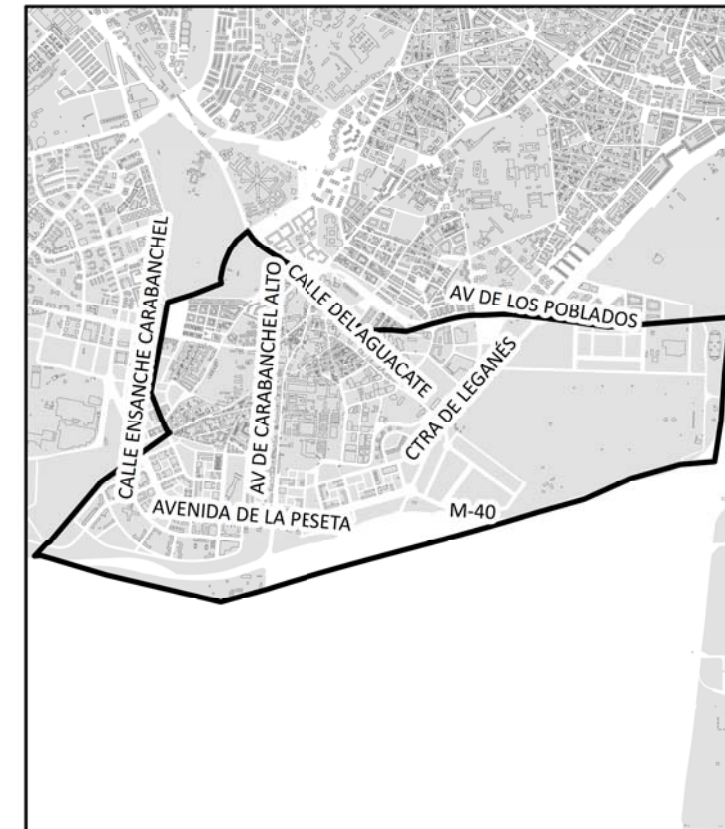 CALLE ENSANCHE CARABANCHEL
AV DE CARABANCHEL ALTO
CALLE DEL AGUACATE
AV DE LOS POBLADOS
CTRA DE LEGANÉS
AVENIDA DE LA PESETA
M-40